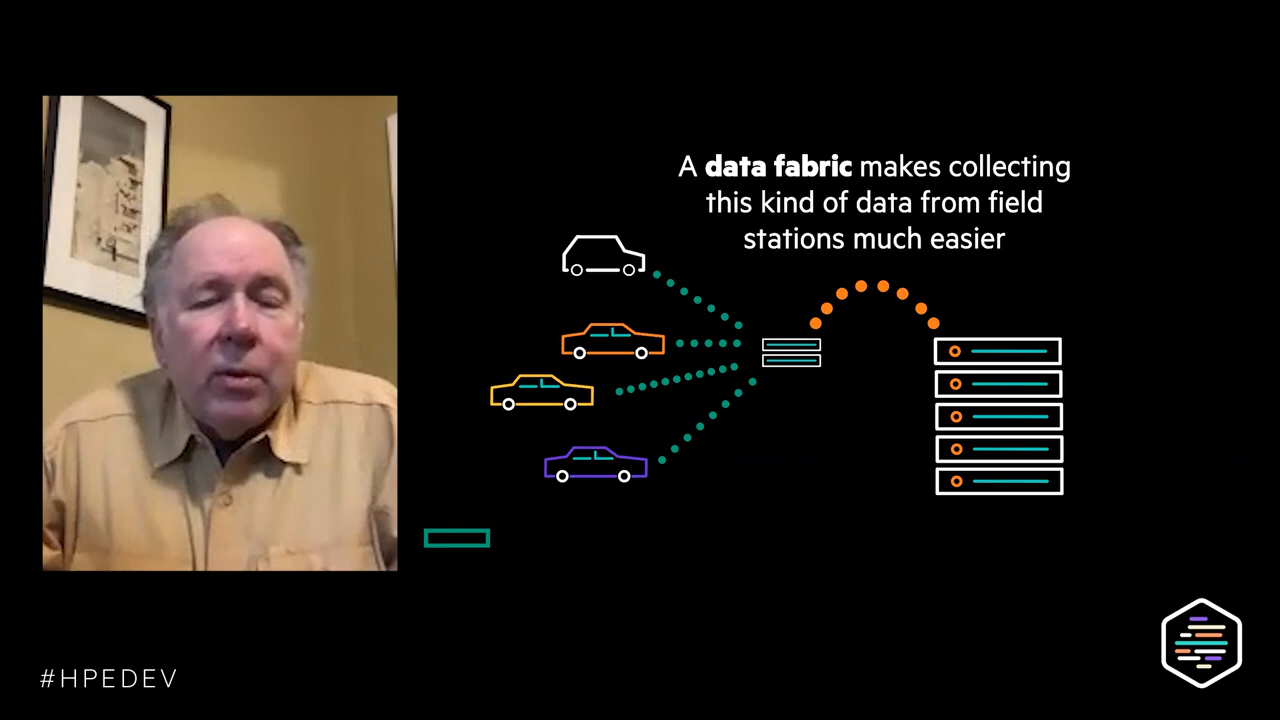 A data fabric makes collecting
this kind of data from field
stations much easier
#HPEDEV